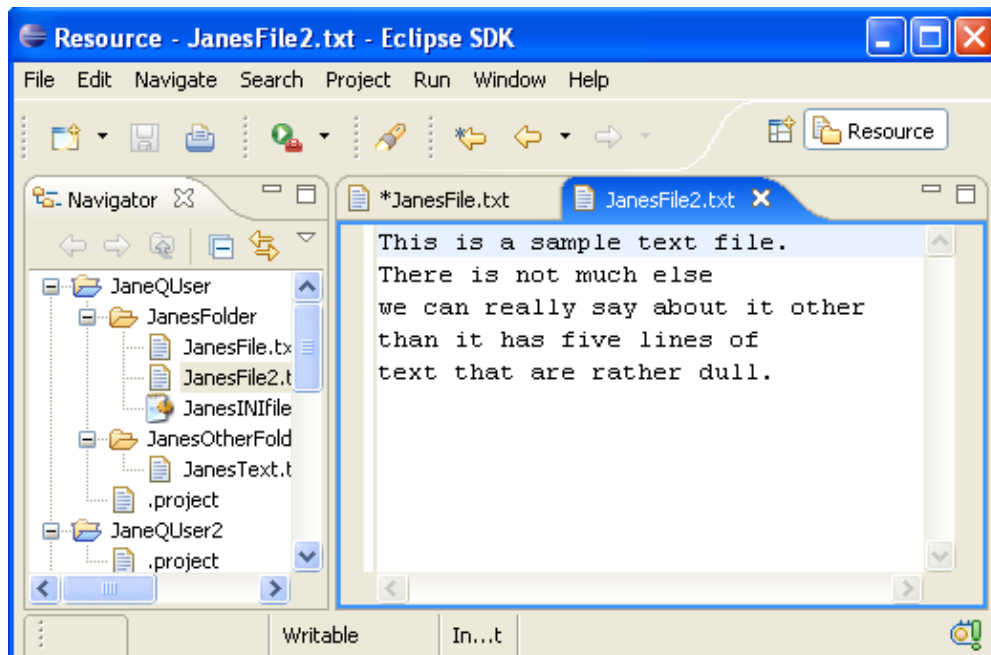 Resource - JanesFile2.txt - Eclipse SDK
File Edit Navigate Search Project Run Window Help
Resource
Navigator
*JanesFile.txt JanesFile2.txt
JaneQUser
JanesFolder
JanesFile.tx
JanesFile2.t
JanesINIfile
JanesOtherFold
JanesText.t
.project
JaneQUser2
.project
This is a sample text file.
There is not much else
we can really say about it other
than it has five lines of
text that are rather dull.
Writable In...t